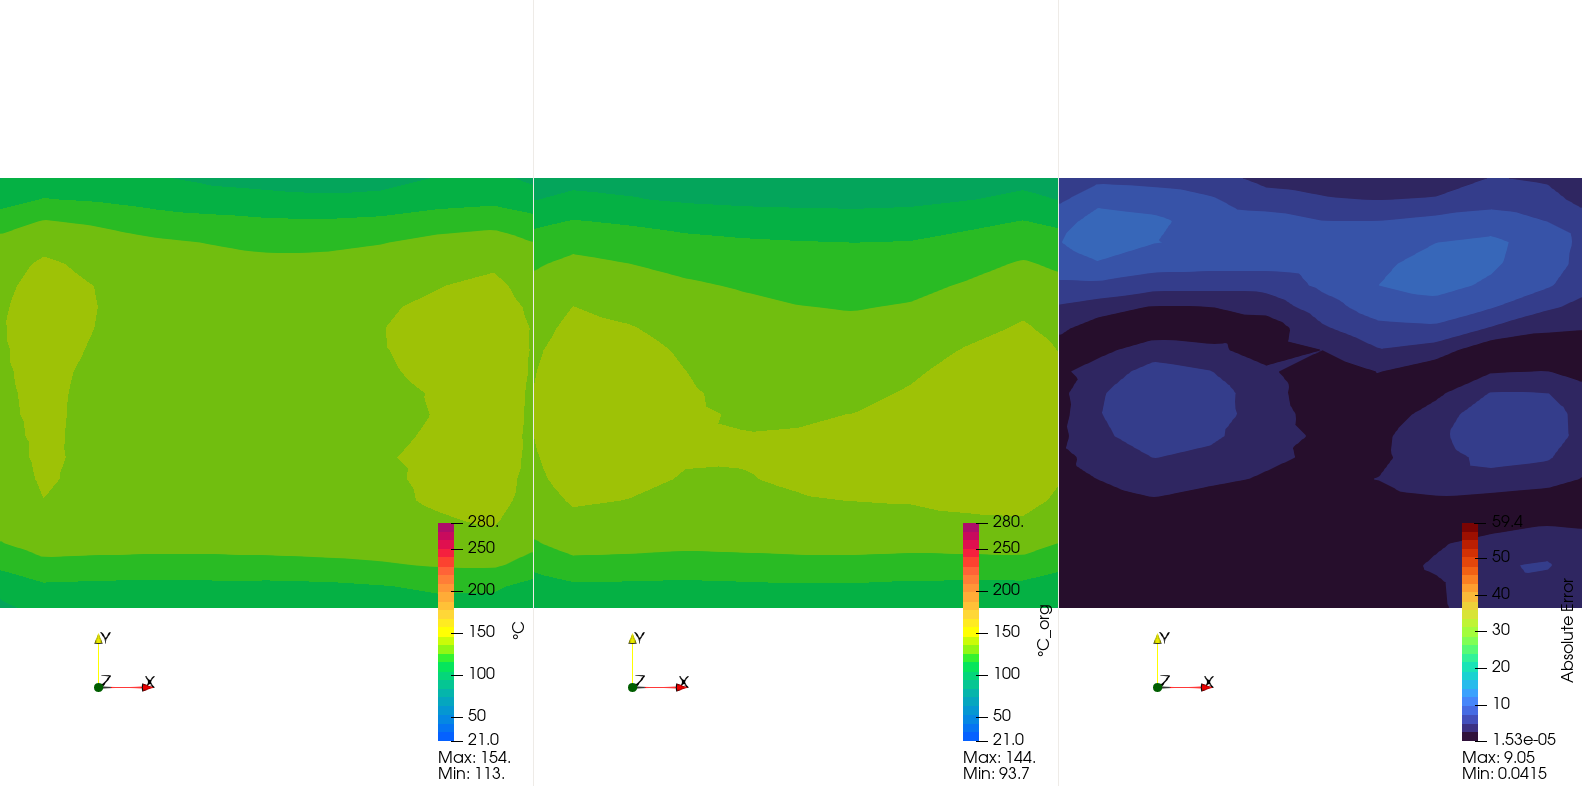 280.
250
200
150
100
50
21.0
°C
Max: 154.
Min: 113.
Y
Z
X
280.
250
200
150
100
50
21.0
°C_org
Max: 144.
Min: 93.7
Y
Z
X
59.4
50
40
30
20
10
1.53e-05
Absolute Error
Max: 9.05
Min: 0.0415
Y
Z
X